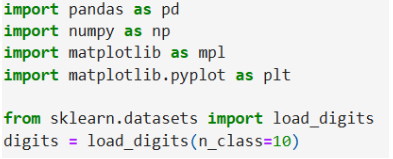 import pandas as pd
import numpy as np
import matplotlib as mpl
import matplotlib.pyplot as plt
from sklearn.datasets import load_digits
digits = load_digits(n_class=10)